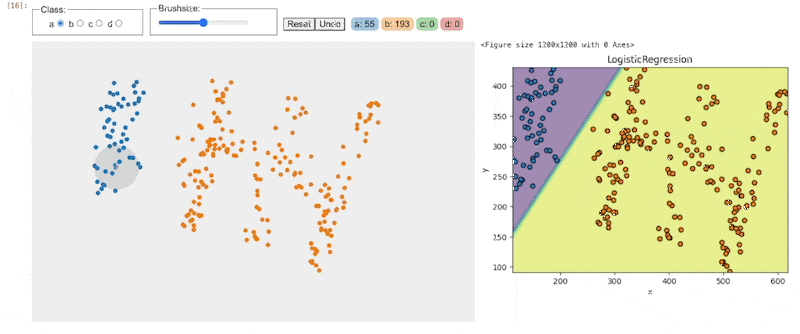 [16]:
Class:
a b c d
Brushsize:
Reset Undo
a: 55 b: 193 c: 0 d: 0
<Figure size 1200x1200 with 0 Axes>
LogisticRegression
400
350
300
250
200
150
100
y
200 300 400 500 600
x